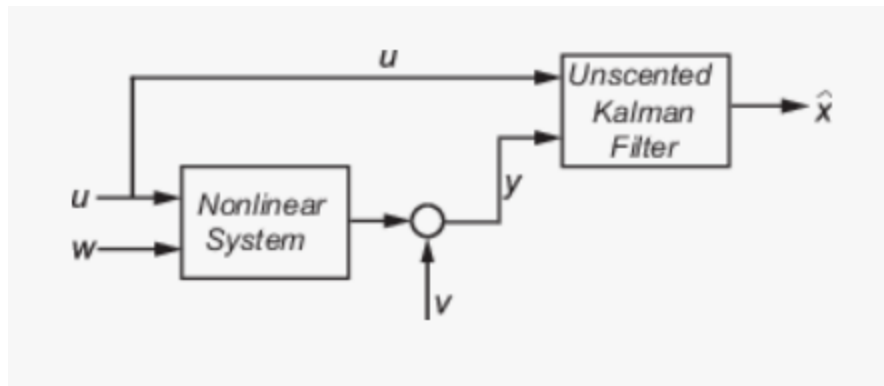 u
Unscented
Kalman
Filter
x̂
y
u
Nonlinear
System
w
v